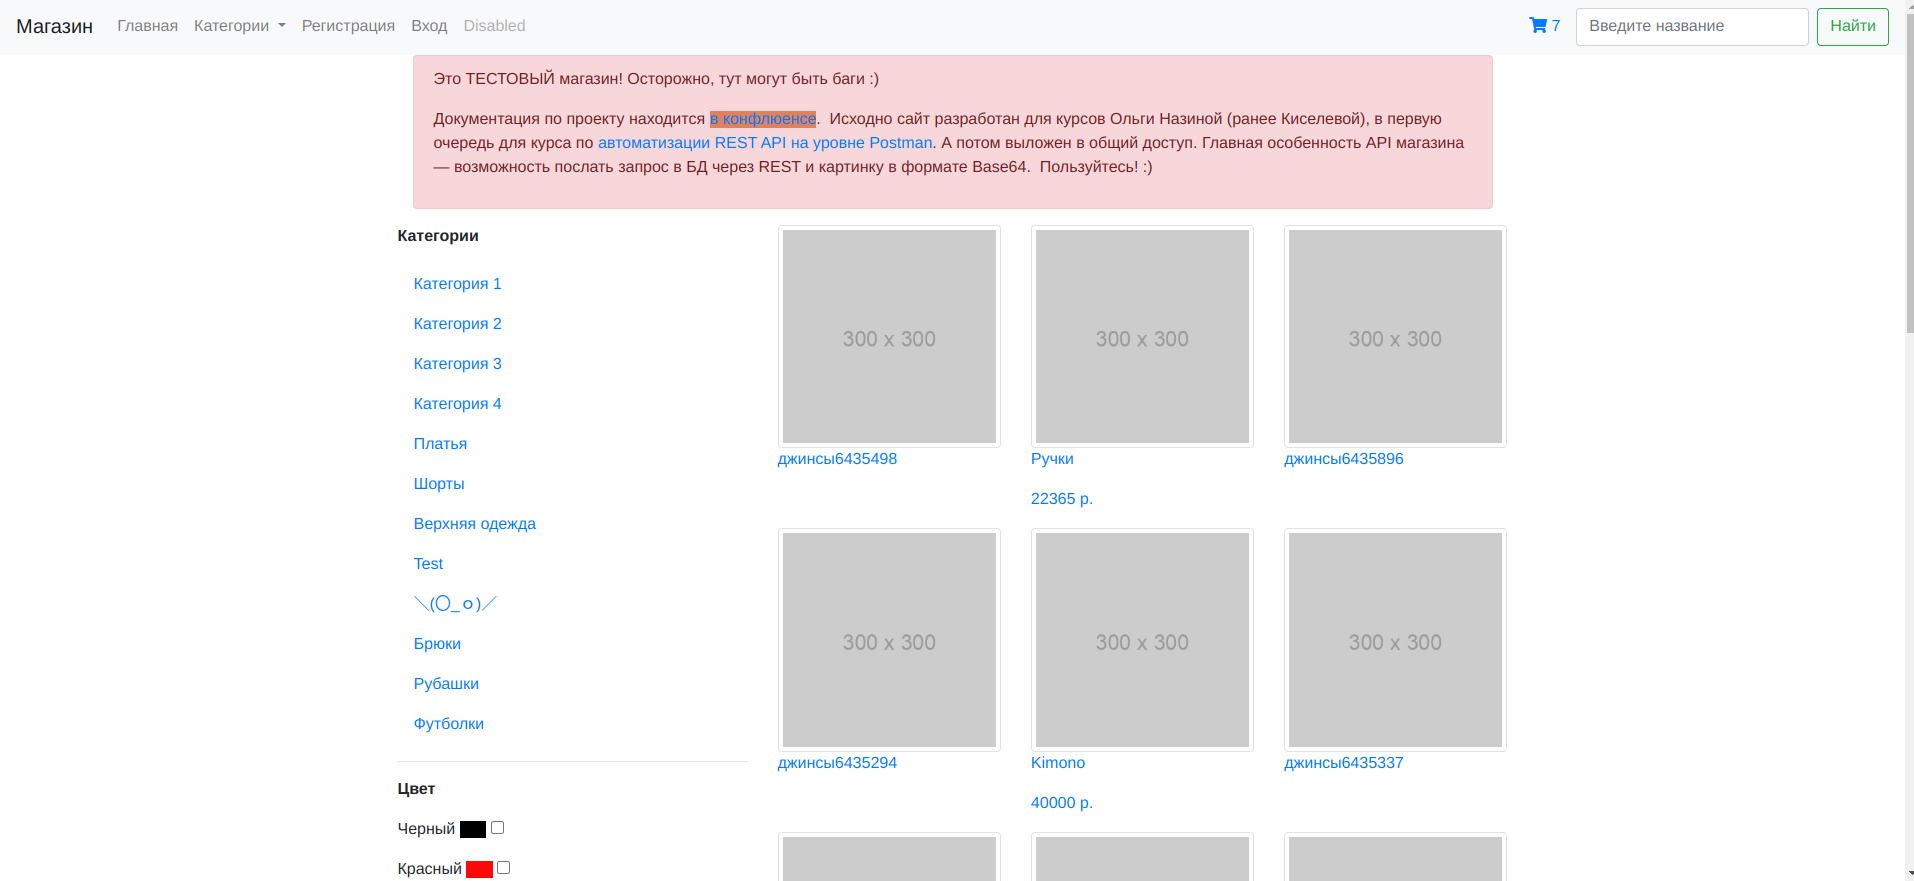 Магазин Главная Категории Регистрация Вход Disabled 7 Введите название Найти
Это ТЕСТОВЫЙ магазин! Осторожно, тут могут быть баги :)
Документация по проекту находится в конфлюенсе.  Исходно сайт разработан для курсов Ольги Назиной (ранее Киселевой), в первую
очередь для курса по автоматизации REST API на уровне Postman. А потом выложен в общий доступ. Главная особенность API магазина
— возможность послать запрос в БД через REST и картинку в формате Base64.  Пользуйтесь! :)
Категории
Категория 1
Категория 2
Категория 3
Категория 4
Платья
Шорты
Верхняя одежда
Test
＼(〇_ｏ)／
Брюки
Рубашки
Футболки
Цвет
Черный
Красный
300 x 300
джинсы6435498
300 x 300
Ручки
22365 р.
300 x 300
джинсы6435896
300 x 300
джинсы6435294
300 x 300
Kimono
40000 р.
300 x 300
джинсы6435337